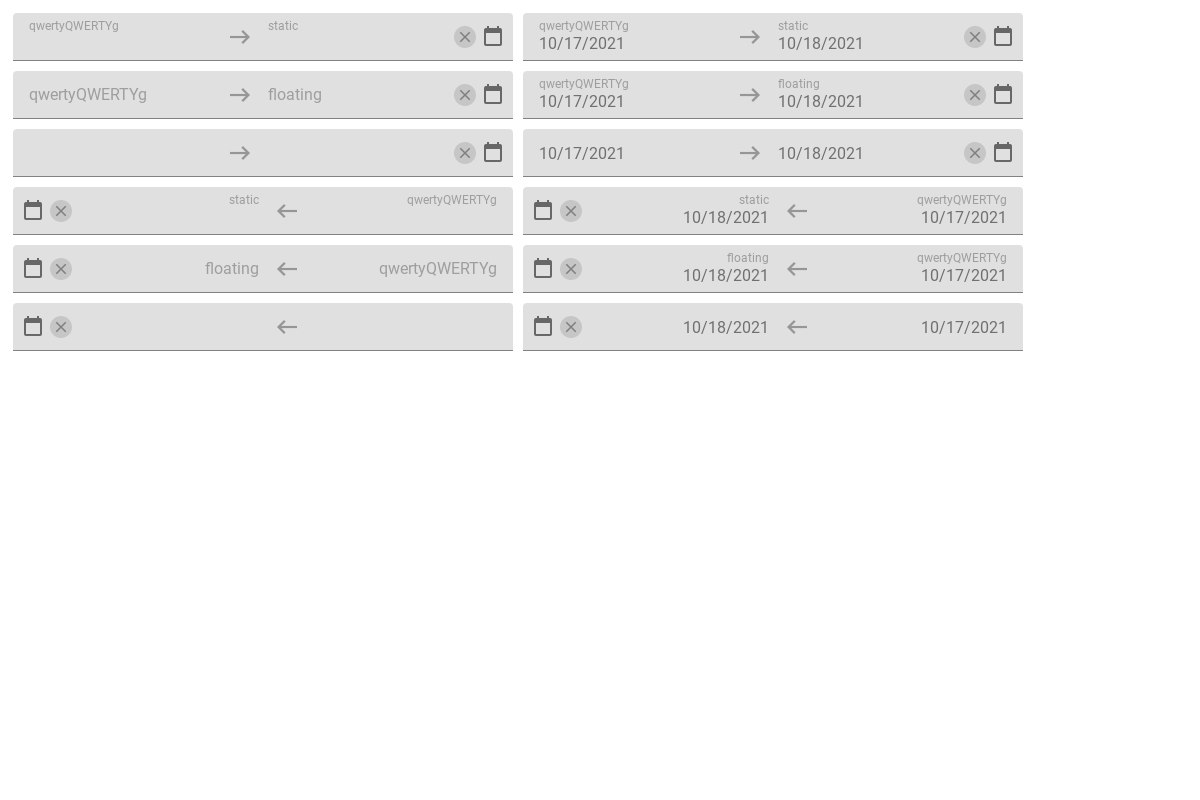 qwertyQWERTYg static qwertyQWERTYg static
10/17/2021 10/18/2021
qwertyQWERTYg floating qwertyQWERTYg floating
10/17/2021 10/18/2021
10/17/2021 10/18/2021
static qwertyQWERTYg static qwertyQWERTYg
10/18/2021 10/17/2021
floating qwertyQWERTYg floating qwertyQWERTYg
10/18/2021 10/17/2021
10/18/2021 10/17/2021